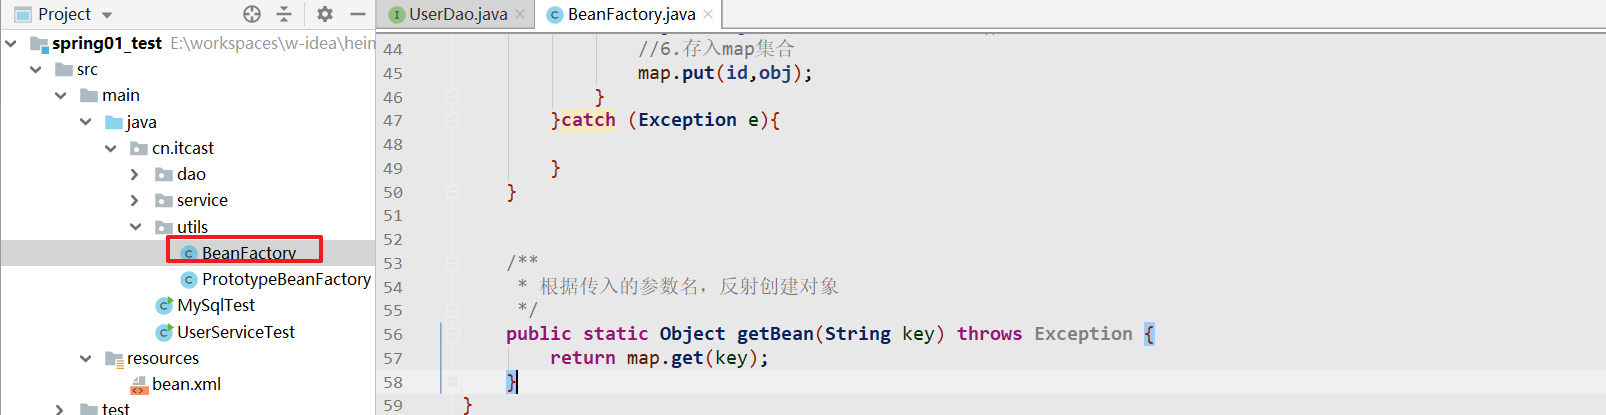 Project
spring01_test E:\workspaces\w-idea\hein
src
main
java
cn.itcast
dao
service
utils
BeanFactory
PrototypeBeanFactory
MySqlTest
UserServiceTest
resources
bean.xml
test
UserDao.java
BeanFactory.java
44 //6.存入map集合
45 map.put(id,obj);
46 }
47 }catch (Exception e){
48
49 }
50 }
51
52
53 /**
54 * 根据传入的参数名，反射创建对象
55 */
56 public static Object getBean(String key) throws Exception {
57 return map.get(key);
58 }
59 }